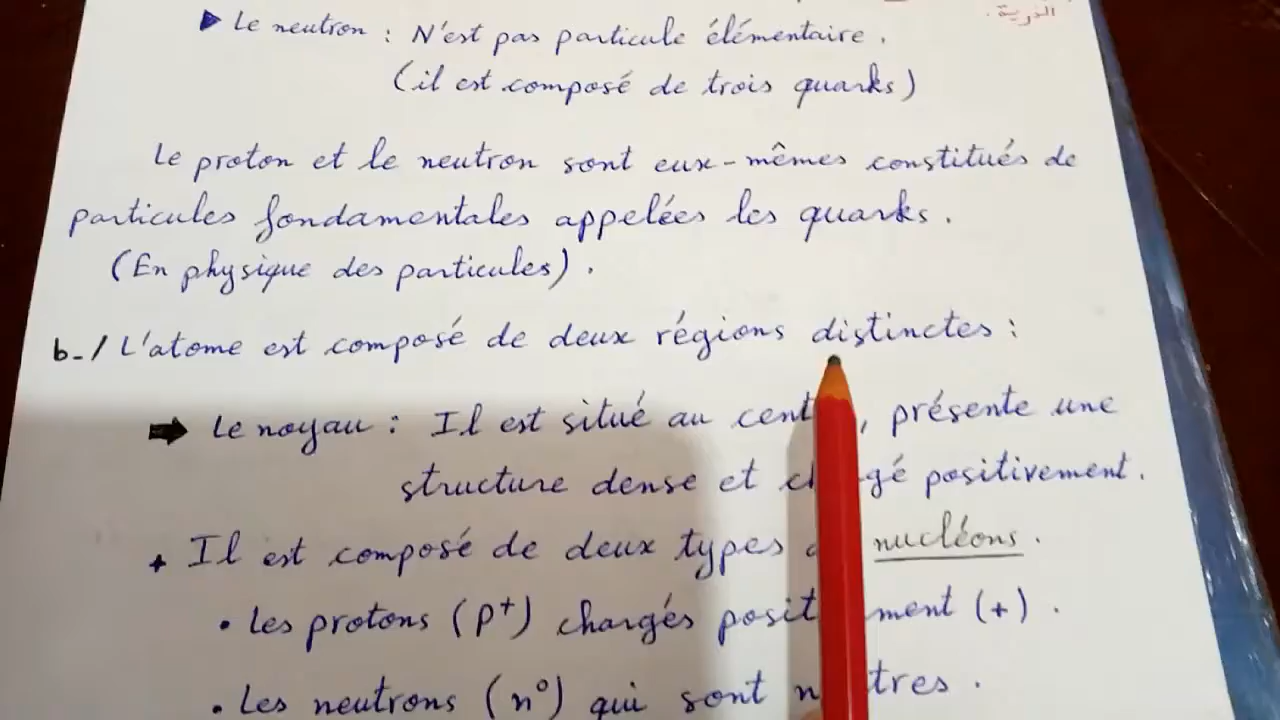 الذرية.
▶ Le neutron : N'est pas particule élémentaire.
(il est composé de trois quarks)
Le proton et le neutron sont eux-mêmes constitués de
particules fondamentales appelées les quarks.
(En physique des particules).
b-/ L'atome est composé de deux régions distinctes :
➡ Le noyau : Il est situé au , présente une
structure dense et positivement.
+ Il est composé de deux types nucléons.
• Les protons (P⁺) chargés (+).
• Les neutrons (n°) qui sont .